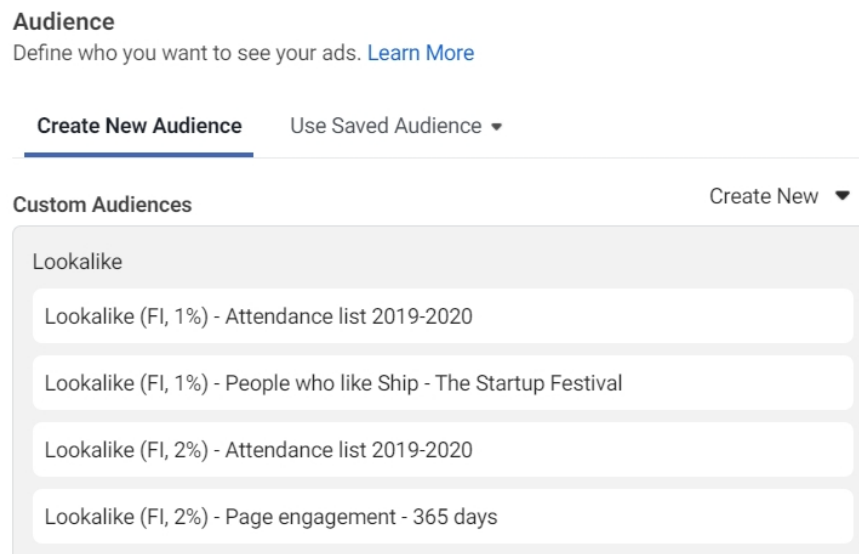 Audience
Define who you want to see your ads. Learn More
Create New Audience Use Saved Audience
Custom Audiences Create New
Lookalike
Lookalike (FI, 1%) - Attendance list 2019-2020
Lookalike (FI, 1%) - People who like Ship - The Startup Festival
Lookalike (FI, 2%) - Attendance list 2019-2020
Lookalike (FI, 2%) - Page engagement - 365 days